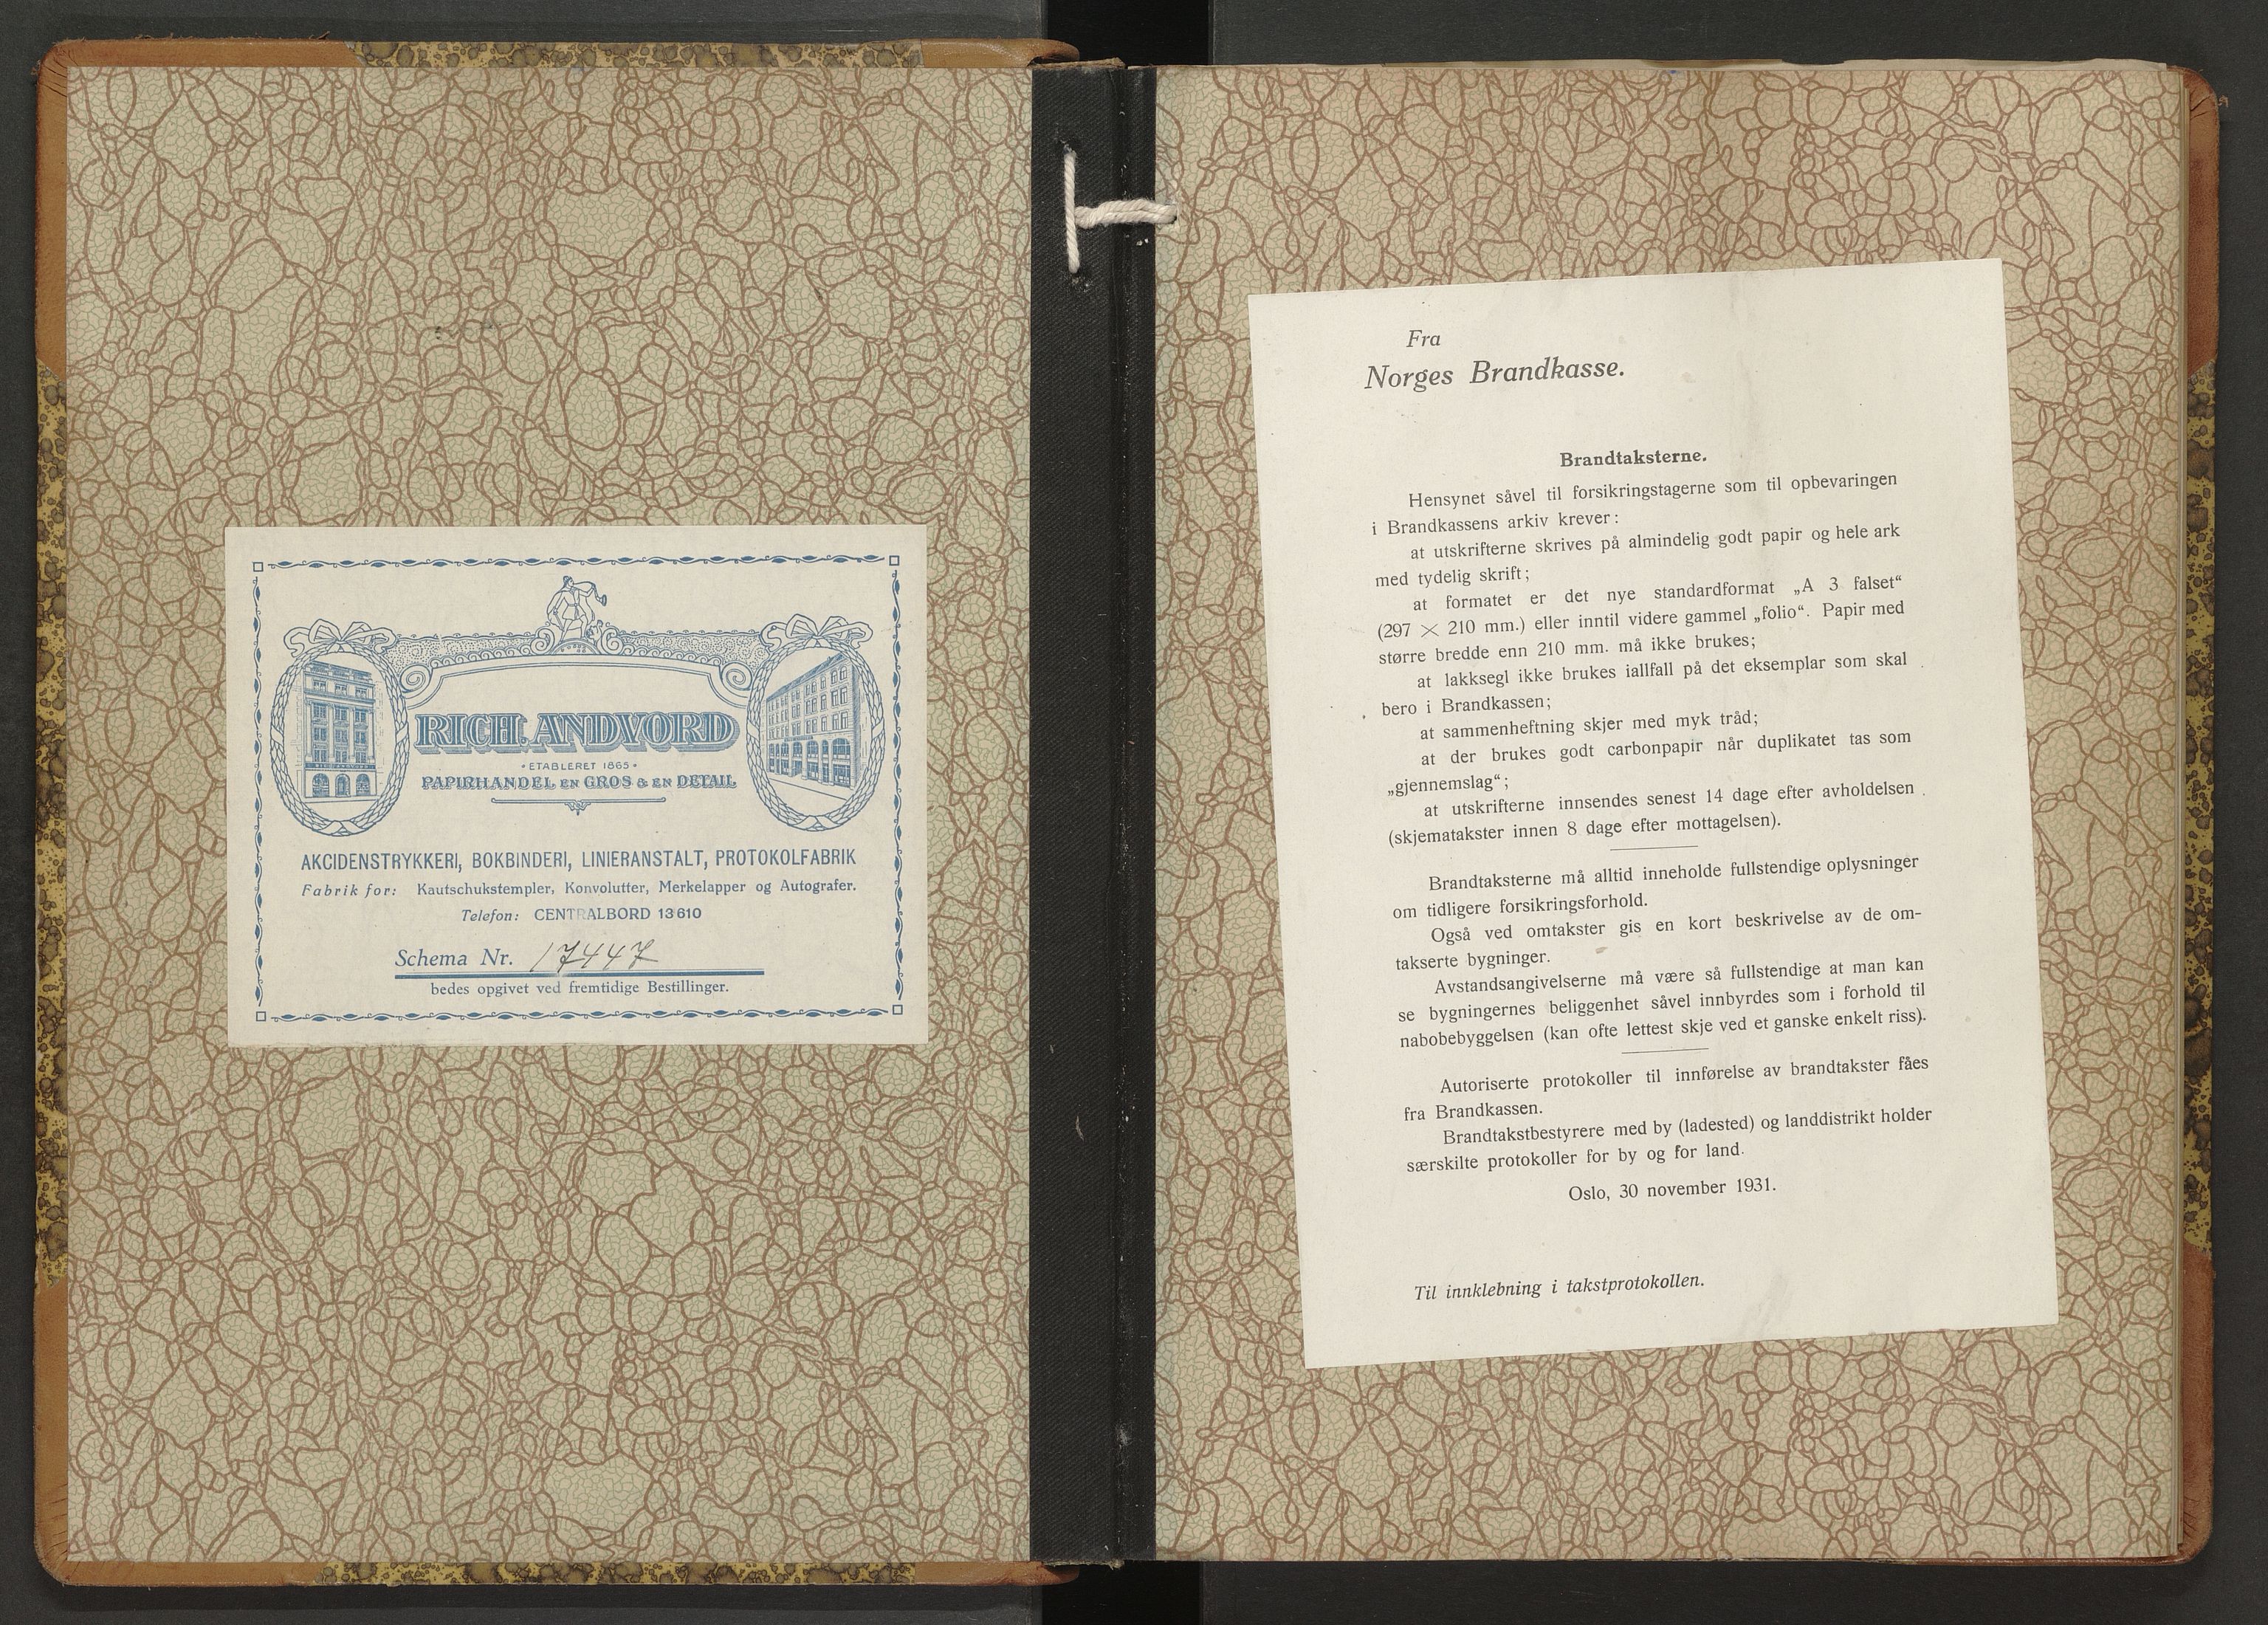 RICH. ANDVORD
• ETABLERET 1865 •
PAPIRHANDEL EN GROS & EN DETAIL
AKCIDENSTRYKKERI, BOKBINDERI, LINIERANSTALT, PROTOKOLFABRIK
Fabrik for: Kautschukstempler, Konvolutter, Merkelapper og Autografer.
Telefon: CENTRALBORD 13610
Schema Nr. 17447
bedes opgivet ved fremtidige Bestillinger.
Fra
Norges Brandkasse.
Brandtaksterne.
Hensynet såvel til forsikringstagerne som til opbevaringen
i Brandkassens arkiv krever:
at utskrifterne skrives på almindelig godt papir og hele ark
med tydelig skrift;
at formatet er det nye standardformat „A 3 falset“
(297 × 210 mm.) eller inntil videre gammel „folio“. Papir med
større bredde enn 210 mm. må ikke brukes;
at lakksegl ikke brukes iallfall på det eksemplar som skal
bero i Brandkassen;
at sammenheftning skjer med myk tråd;
at der brukes godt carbonpapir når duplikatet tas som
„gjennemslag“;
at utskrifterne innsendes senest 14 dage efter avholdelsen
(skjematakster innen 8 dage efter mottagelsen).
Brandtaksterne må alltid inneholde fullstendige oplysninger
om tidligere forsikringsforhold.
Også ved omtakster gis en kort beskrivelse av de om-
takserte bygninger.
Avstandsangivelserne må være så fullstendige at man kan
se bygningernes beliggenhet såvel innbyrdes som i forhold til
nabobebyggelsen (kan ofte lettest skje ved et ganske enkelt riss).
Autoriserte protokoller til innførelse av brandtakster fåes
fra Brandkassen.
Brandtakstbestyrere med by (ladested) og landdistrikt holder
særskilte protokoller for by og for land.
Oslo, 30 november 1931.
Til innklebning i takstprotokollen.